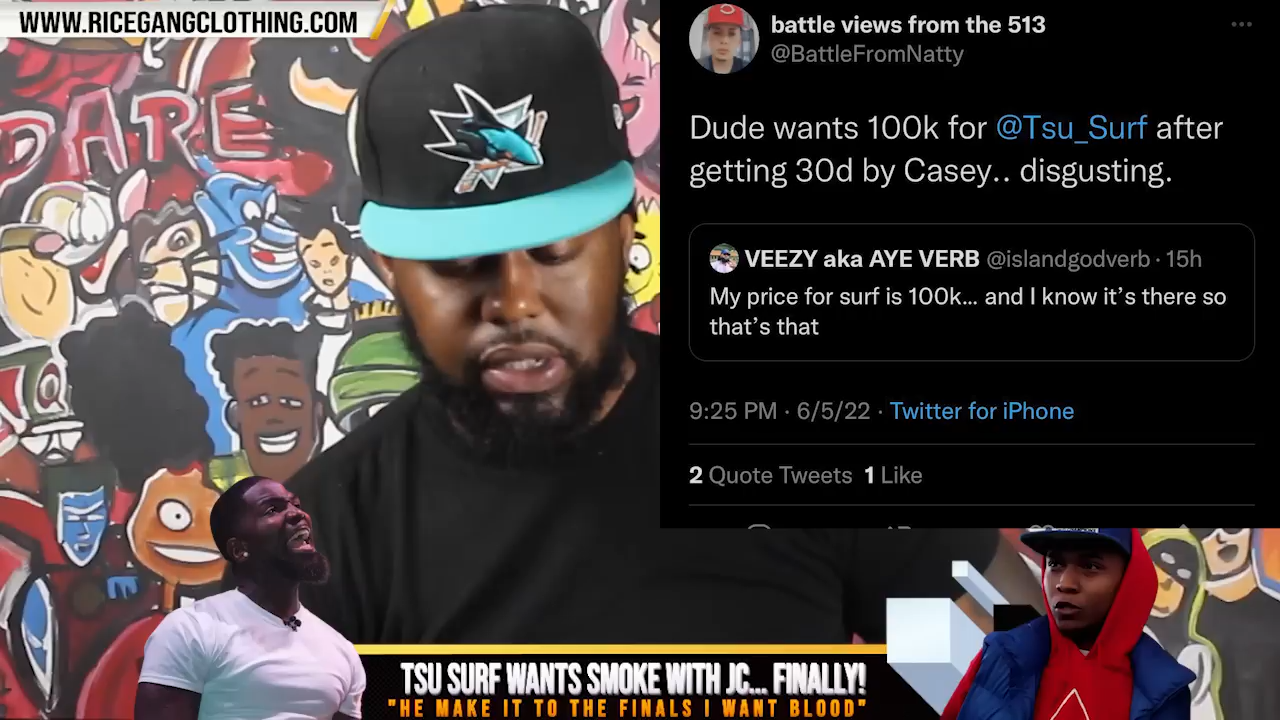 WWW.RICEGANGCLOTHING.COM
DARE
battle views from the 513
@BattleFromNatty
Dude wants 100k for @Tsu_Surf after
getting 30d by Casey.. disgusting.
VEEZY aka AYE VERB @islandgodverb · 15h
My price for surf is 100k... and I know it's there so
that's that
9:25 PM · 6/5/22 · Twitter for iPhone
2 Quote Tweets 1 Like
TSU SURF WANTS SMOKE WITH JC... FINALLY!
"HE MAKE IT TO THE FINALS I WANT BLOOD"